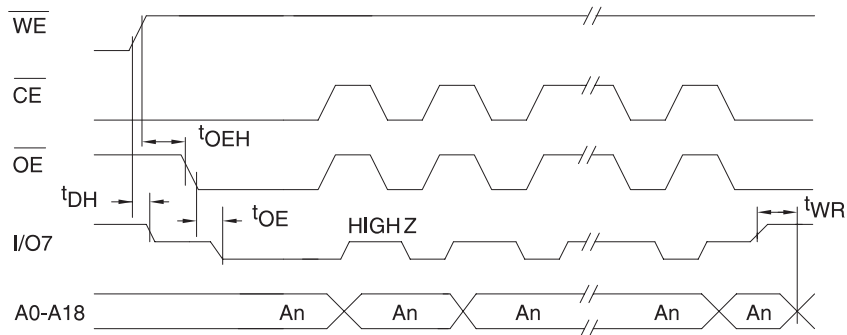 WE
CE
tOEH
OE
tDH
tOE
tWR
I/O7
HIGH Z
A0-A18
An An An An An